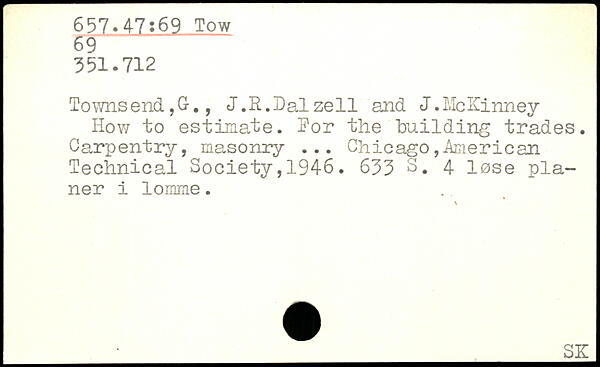 657.47:69 Tow
69
351.712
Townsend,G., J.R.Dalzell and J.McKinney
How to estimate. For the building trades.
Carpentry, masonry ... Chicago,American
Technical Society,1946. 633 S. 4 løse pla-
ner i lomme.
SK